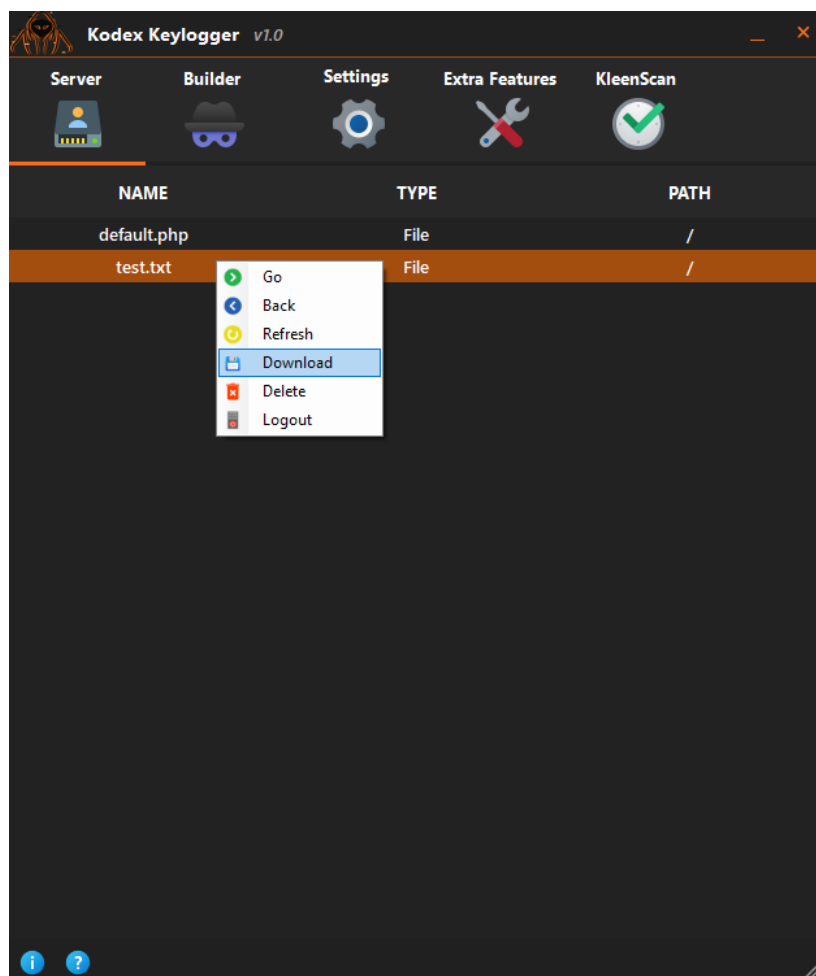 Kodex Keylogger v1.0
Server Builder Settings Extra Features KleenScan
NAME TYPE PATH
default.php File /
test.txt File /
Go
Back
Refresh
Download
Delete
Logout